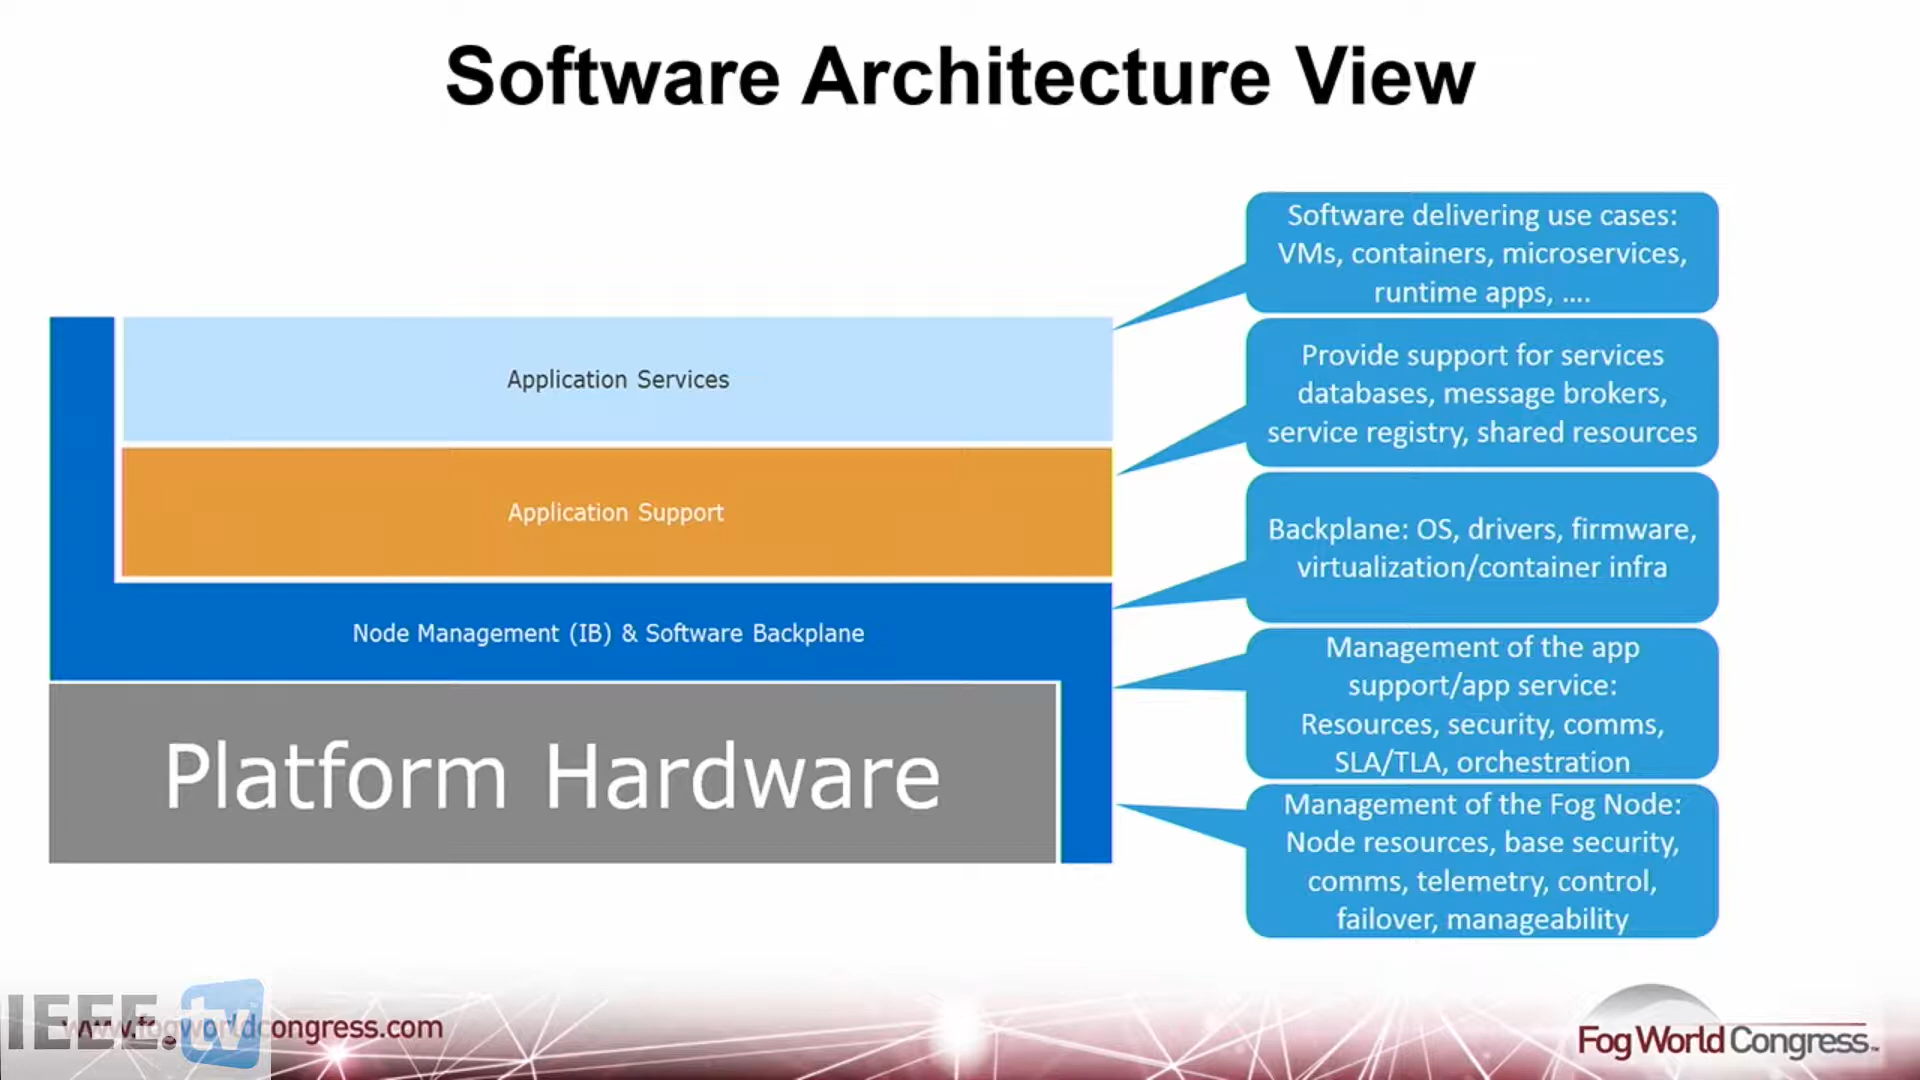 Software Architecture View
Software delivering use cases:
VMs, containers, microservices,
runtime apps, ....
Application Services
Provide support for services
databases, message brokers,
service registry, shared resources
Application Support
Backplane: OS, drivers, firmware,
virtualization/container infra
Node Management (IB) & Software Backplane
Management of the app
support/app service:
Resources, security, comms,
SLA/TLA, orchestration
Platform Hardware
Management of the Fog Node:
Node resources, base security,
comms, telemetry, control,
failover, manageability
IEEE.tv
www.fogworldcongress.com
Fog World Congress